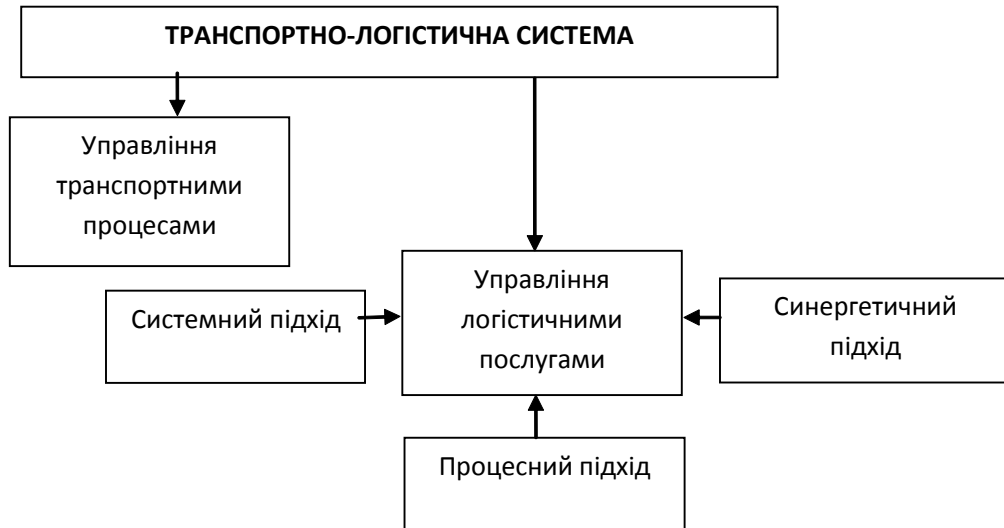 ТРАНСПОРТНО-ЛОГІСТИЧНА СИСТЕМА
Управління
транспортними
процесами
Управління
логістичними
послугами
Системний підхід
Синергетичний
підхід
Процесний підхід